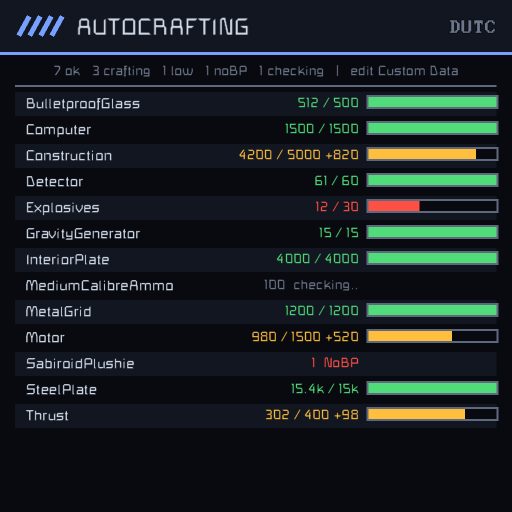 AUTOCRAFTING DUTC
7 ok 3 crafting 1 low 1 noBP 1 checking | edit Custom Data
BulletproofGlass 512 / 500
Computer 1500 / 1500
Construction 4200 / 5000 +820
Detector 61 / 60
Explosives 12 / 30
GravityGenerator 15 / 15
InteriorPlate 4000 / 4000
MediumCalibreAmmo 100 checking..
MetalGrid 1200 / 1200
Motor 980 / 1500 +520
SabiroidPlushie 1 NoBP
SteelPlate 15.4k / 15k
Thrust 302 / 400 +98